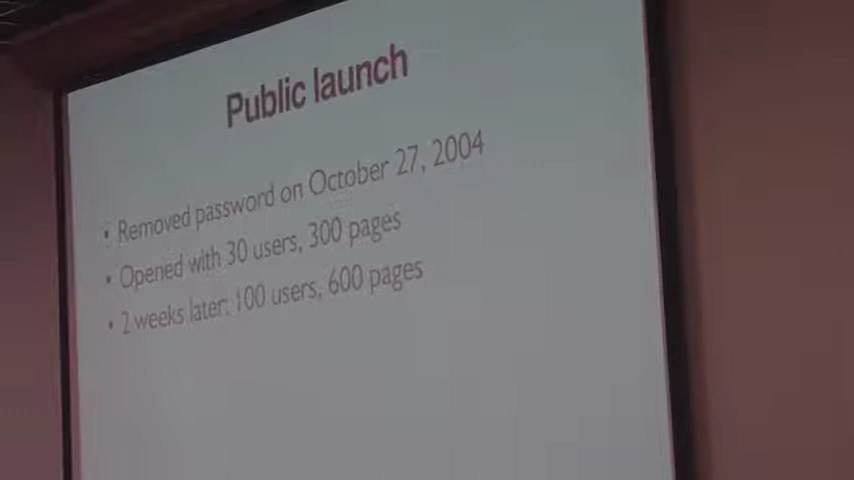 Public launch
• Removed password on October 27, 2004
• Opened with 30 users, 300 pages
• 2 weeks later: 100 users, 600 pages